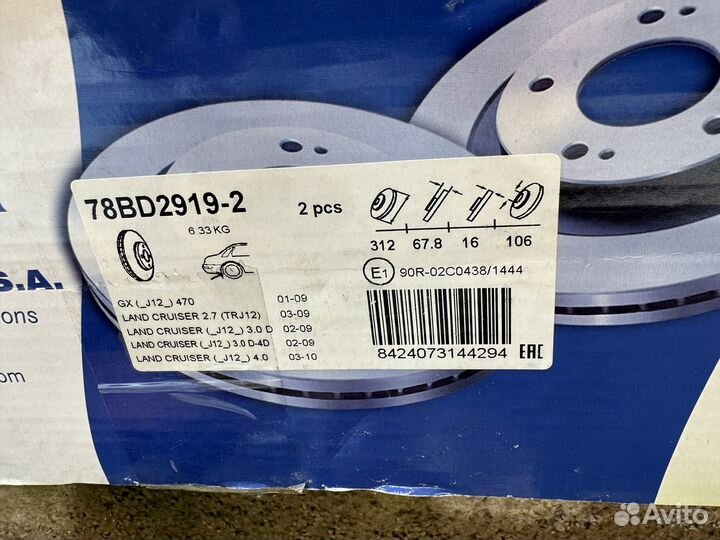 78BD2919-2
2 pcs
6.33KG
312 67.8 16 106
E1 90R-02C0438/1444
GX (_J12_) 470 01-09
LAND CRUISER 2.7 (TRJ12) 03-09
LAND CRUISER (_J12_) 3.0 D 02-09
LAND CRUISER (_J12_) 3.0 D-4D 02-09
LAND CRUISER (_J12_) 4.0 03-10
8424073144294 EAC
S.A.
ons
om
Avito